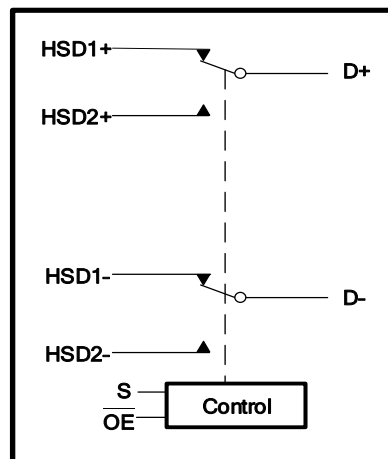 HSD1+
D+
HSD2+
HSD1-
D-
HSD2-
S
OE
Control